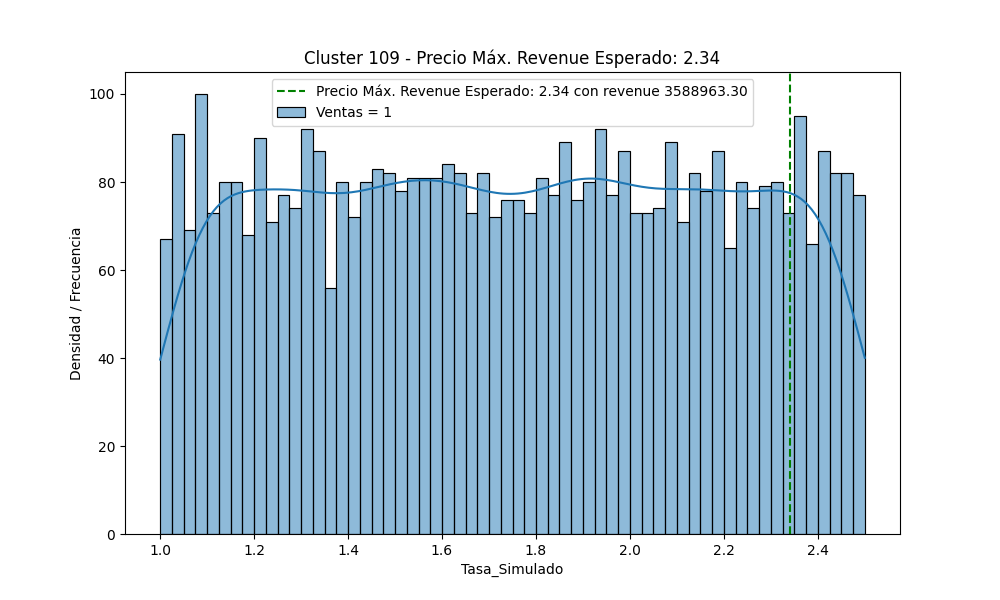 Cluster 109 - Precio Máx. Revenue Esperado: 2.34
Precio Máx. Revenue Esperado: 2.34 con revenue 3588963.30
Ventas = 1
Densidad / Frecuencia
100
80
60
40
20
0
1.0 1.2 1.4 1.6 1.8 2.0 2.2 2.4
Tasa_Simulado